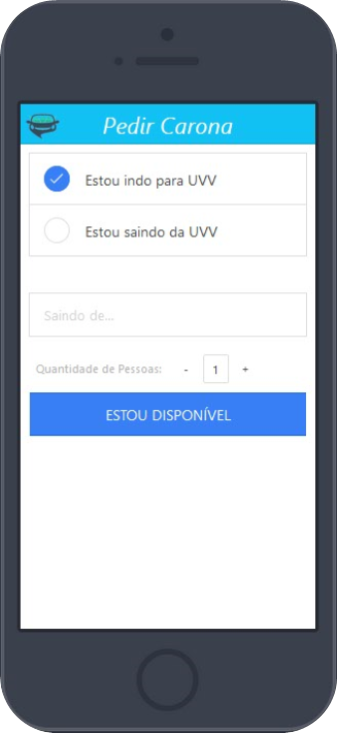 Pedir Carona
Estou indo para UVV
Estou saindo da UVV
Saindo de...
Quantidade de Pessoas: - 1 +
ESTOU DISPONÍVEL